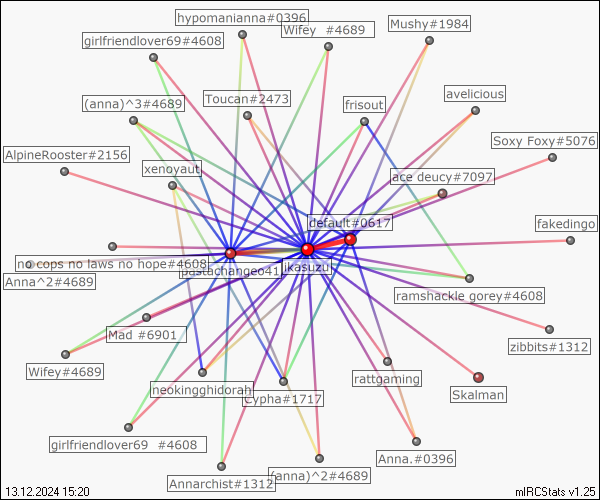 hypomanianna#0396
Wifey  #4689
Mushy#1984
girlfriendlover69#4608
avelicious
Toucan#2473
frisout
(anna)^3#4689
Soxy Foxy#5076
AlpineRooster#2156
xenoyaut
ace deucy#7097
default#0617
fakedingo
no cops no laws no hope#4608
jkasuzu
Anna^2#4689
ramshackle gorey#4608
Mad #6901
zibbits#1312
Wifey#4689
neokingghidorah
rattgaming
Cypha#1717
Skalman
girlfriendlover69  #4608
Anna.#0396
Annarchist#1312
(anna)^2#4689
13.12.2024 15:20
mIRCStats v1.25